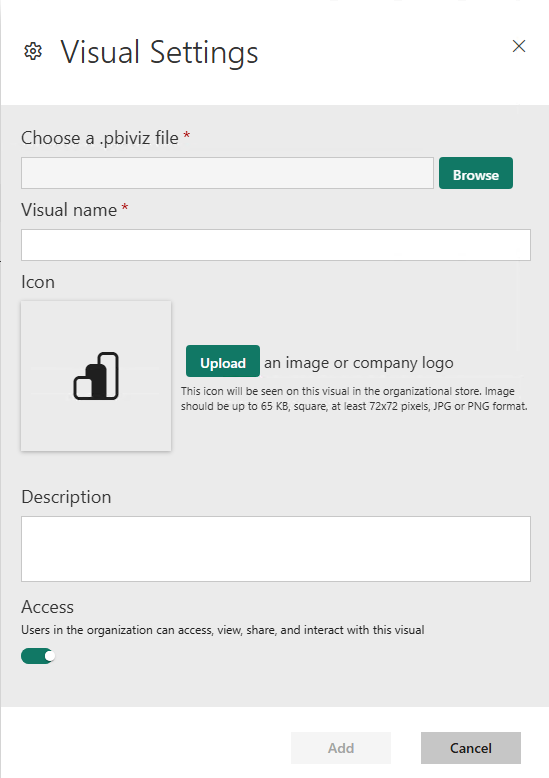 Visual Settings
Choose a .pbiviz file *
Browse
Visual name *
Icon
Upload an image or company logo
This icon will be seen on this visual in the organizational store. Image
should be up to 65 KB, square, at least 72x72 pixels, JPG or PNG format.
Description
Access
Users in the organization can access, view, share, and interact with this visual
Add
Cancel